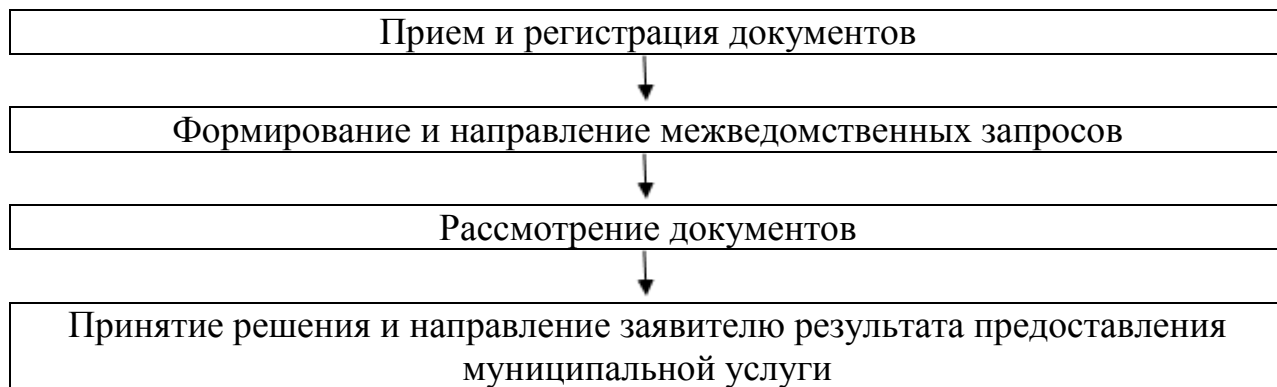 Прием и регистрация документов
Формирование и направление межведомственных запросов
Рассмотрение документов
Принятие решения и направление заявителю результата предоставления
муниципальной услуги